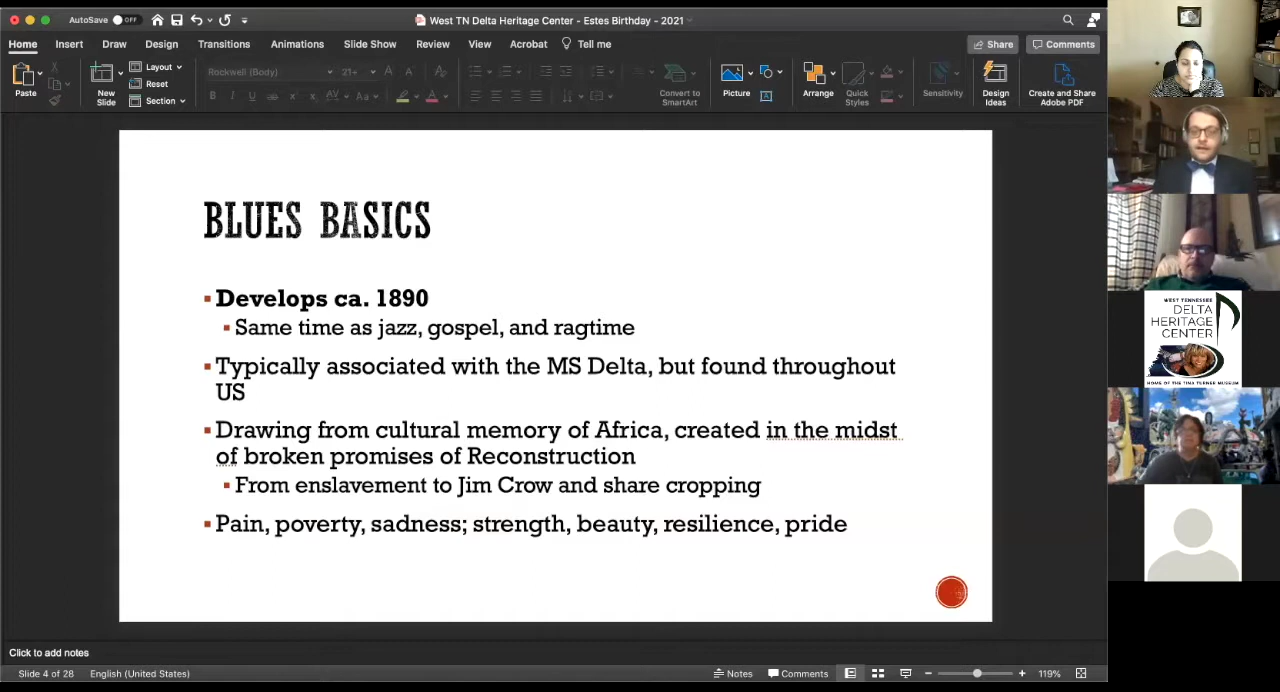 AutoSave OFF
West TN Delta Heritage Center - Estes Birthday - 2021
Home Insert Draw Design Transitions Animations Slide Show Review View Acrobat Tell me
Share Comments
Paste
New Slide
Layout
Reset
Section
Rockwell (Body) 21+
Convert to SmartArt
Picture
Arrange
Quick Styles
Sensitivity
Design Ideas
Create and Share Adobe PDF
BLUES BASICS
Develops ca. 1890
Same time as jazz, gospel, and ragtime
Typically associated with the MS Delta, but found throughout
US
Drawing from cultural memory of Africa, created in the midst
of broken promises of Reconstruction
From enslavement to Jim Crow and share cropping
Pain, poverty, sadness; strength, beauty, resilience, pride
WEST TENNESSEE
DELTA
HERITAGE
CENTER
HOME OF THE TINA TURNER MUSEUM
Click to add notes
Slide 4 of 28 English (United States) Notes Comments 119%